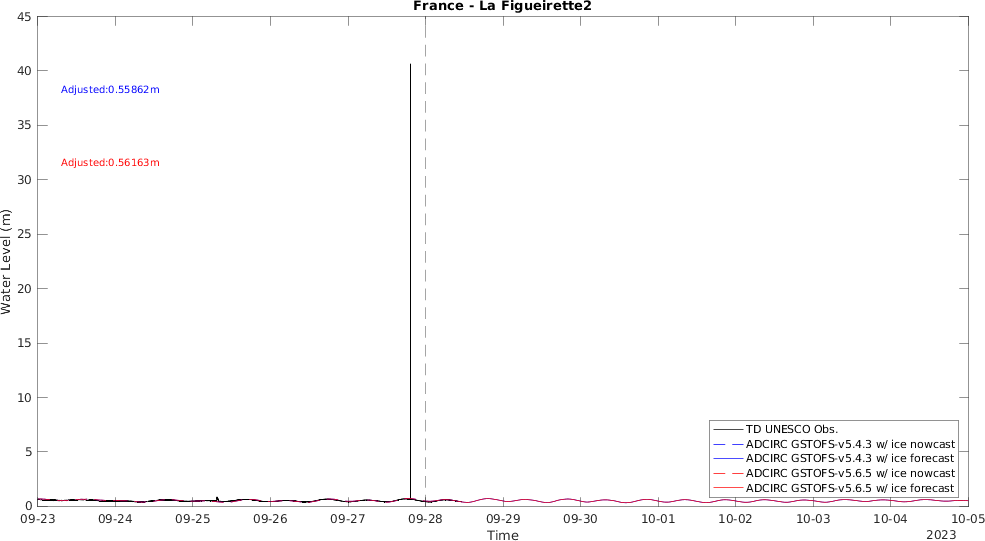 France - La Figueirette2
45
40
35
30
25
20
15
10
5
0
Water Level (m)
Adjusted:0.55862m
Adjusted:0.56163m
TD UNESCO Obs.
ADCIRC GSTOFS-v5.4.3 w/ ice nowcast
ADCIRC GSTOFS-v5.4.3 w/ ice forecast
ADCIRC GSTOFS-v5.6.5 w/ ice nowcast
ADCIRC GSTOFS-v5.6.5 w/ ice forecast
09-23 09-24 09-25 09-26 09-27 09-28 09-29 09-30 10-01 10-02 10-03 10-04 10-05
Time
2023